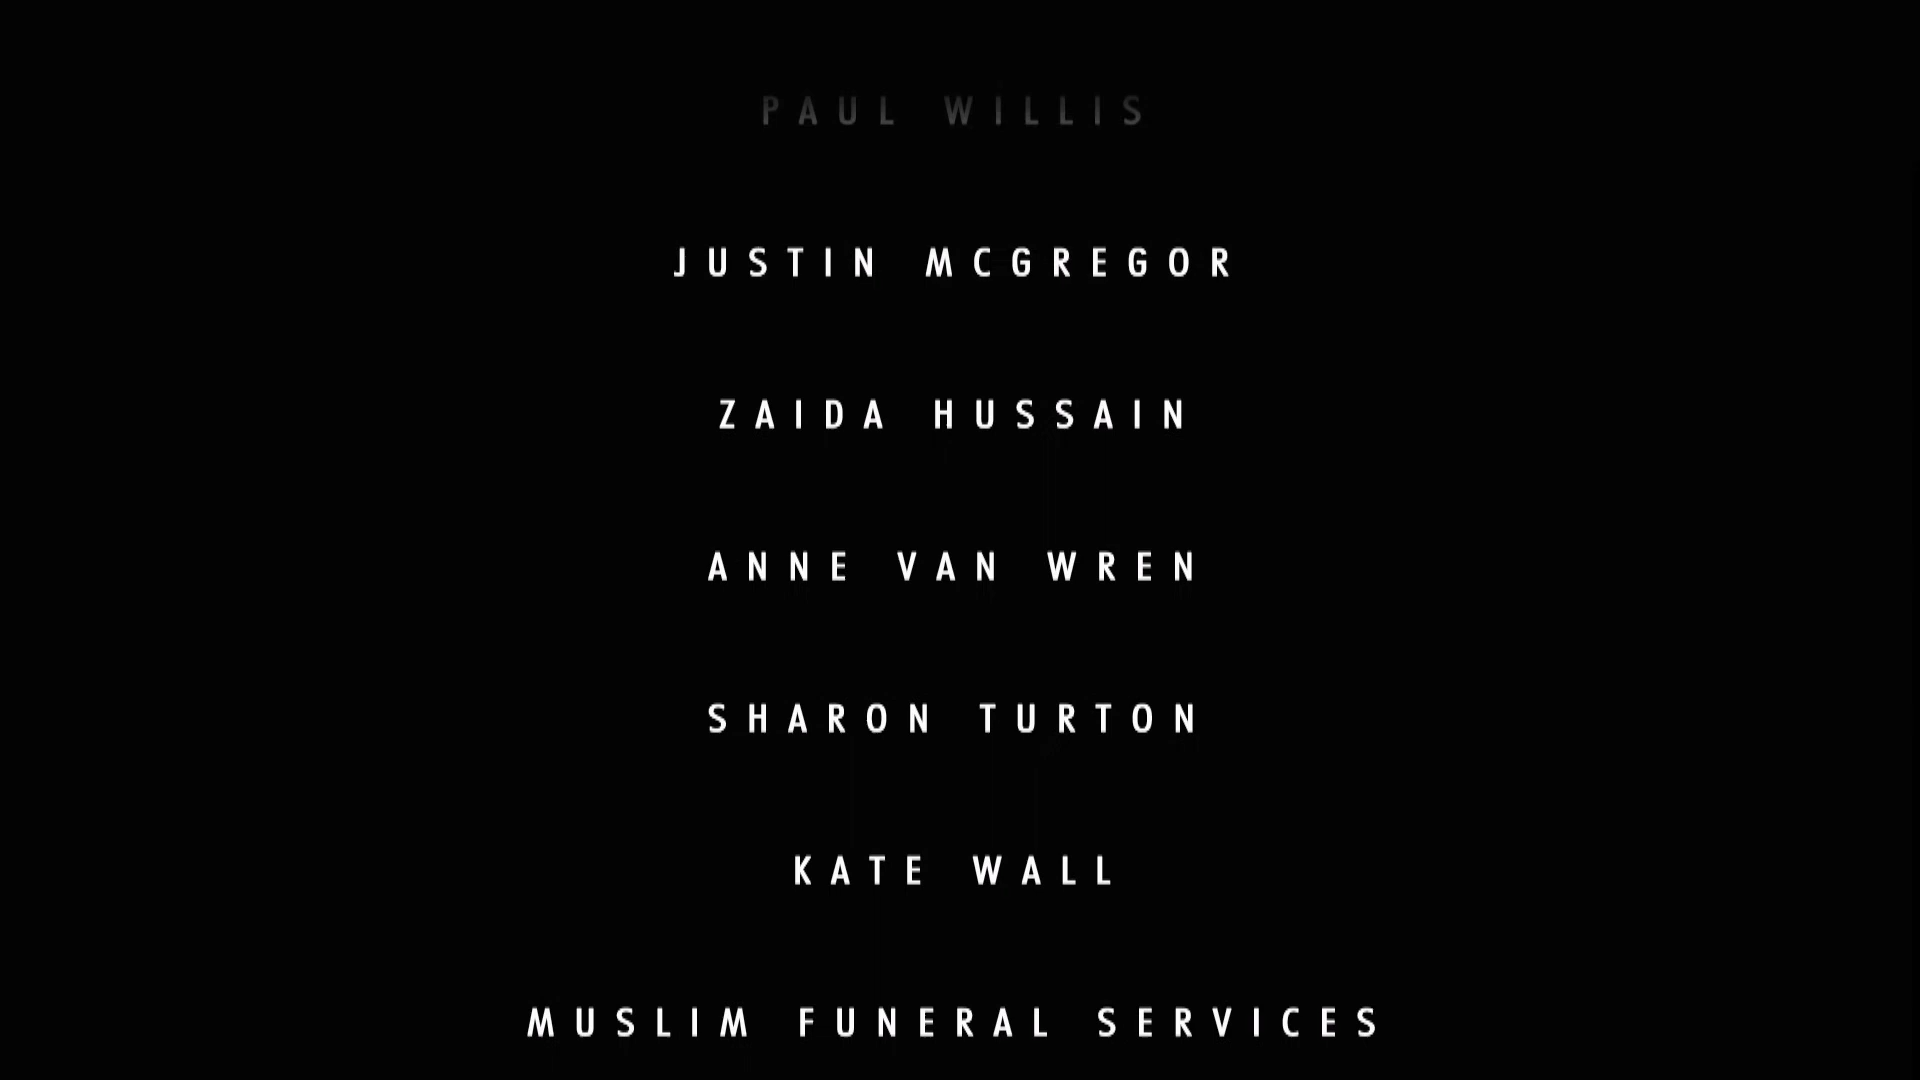 PAUL WILLIS
JUSTIN MCGREGOR
ZAIDA HUSSAIN
ANNE VAN WREN
SHARON TURTON
KATE WALL
MUSLIM FUNERAL SERVICES